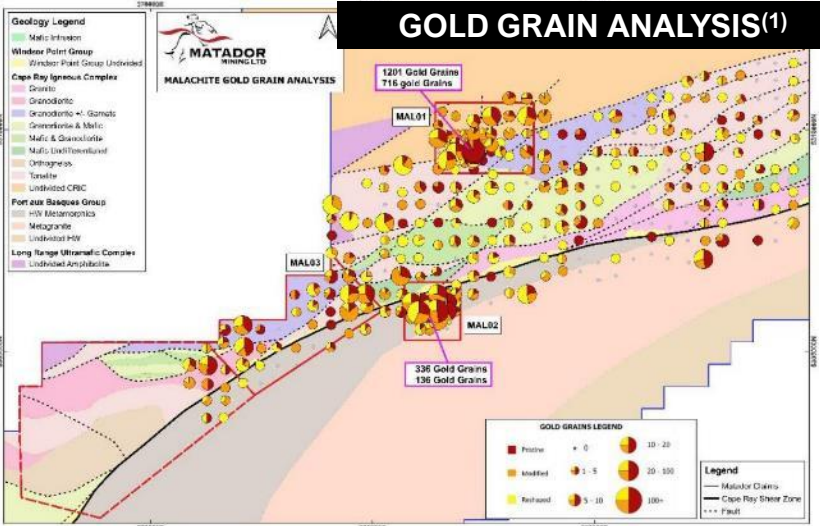 GOLD GRAIN ANALYSIS(1)
MATADOR
MINING LTD
MALACHITE GOLD GRAIN ANALYSIS
Geology Legend
Mafic Intrusion
Windsor Point Group
Windsor Point Group Undivided
Cape Ray Igneous Complex
Granite
Granodiorite
Granodiorite +/- Gamets
Granodiorite & Mafic
Mafic & Granodiorite
Mafic Undifferentiated
Orthogneiss
Tonalite
Undivided CRIC
Port aux Basques Group
HW Metamorphics
Metagranite
Undivided HW
Long Range Ultramafic Complex
Undivided Amphibolite
1201 Gold Grains
716 gold Grains
MAL01
MAL03
MAL02
336 Gold Grains
136 Gold Grains
GOLD GRAINS LEGEND
Pristine
Modified
Reshaped
0
1 - 5
5 - 10
10 - 20
20 - 100
100+
Legend
Matador Claims
Cape Ray Shear Zone
Fault